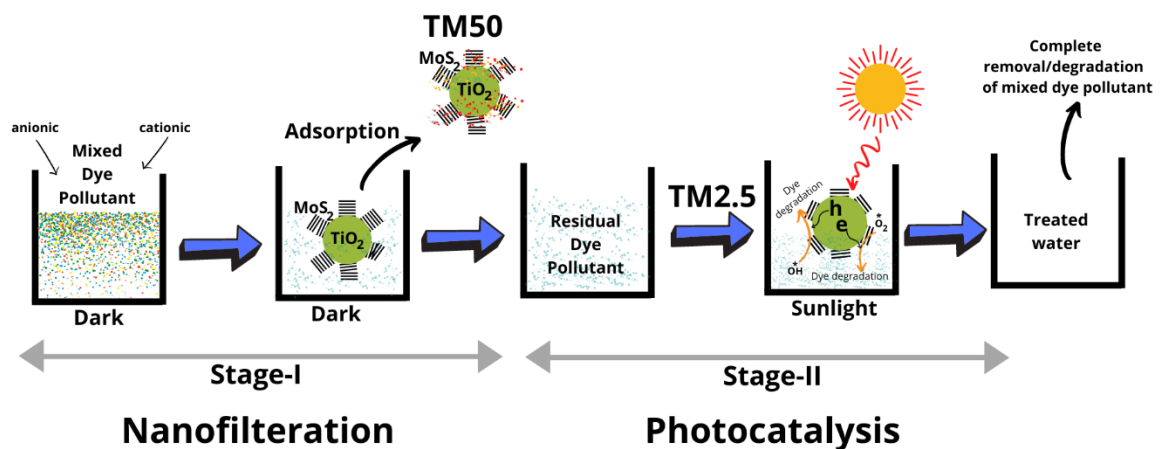 TM50
MoS2
TiO2
Adsorption
anionic
cationic
Mixed
Dye
Pollutant
Dark
MoS2
TiO2
Dark
Residual
Dye
Pollutant
TM2.5
Dye
degradation
h
e
*
O2
*
OH
Dye degradation
Sunlight
Complete
removal/degradation
of mixed dye pollutant
Treated
water
Stage-I
Stage-II
Nanofilteration
Photocatalysis